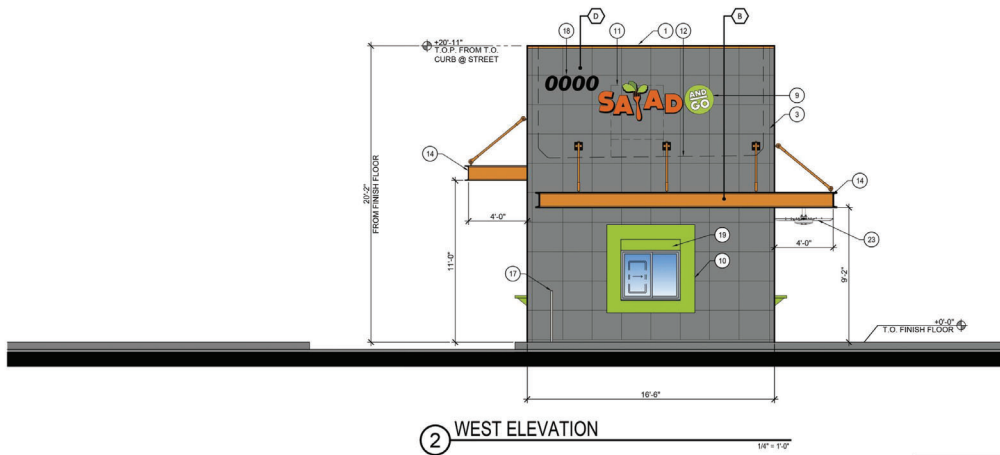 D
B
1
18
11
12
+20'-11"
T.O.P. FROM T.O.
CURB @ STREET
0000
SALAD
AND
GO
9
3
14
14
20'-2"
FROM FINISH FLOOR
4'-0"
11'-0"
23
4'-0"
9'-2"
19
10
17
+0'-0"
T.O. FINISH FLOOR
16'-6"
2
WEST ELEVATION
1/4" = 1'-0"